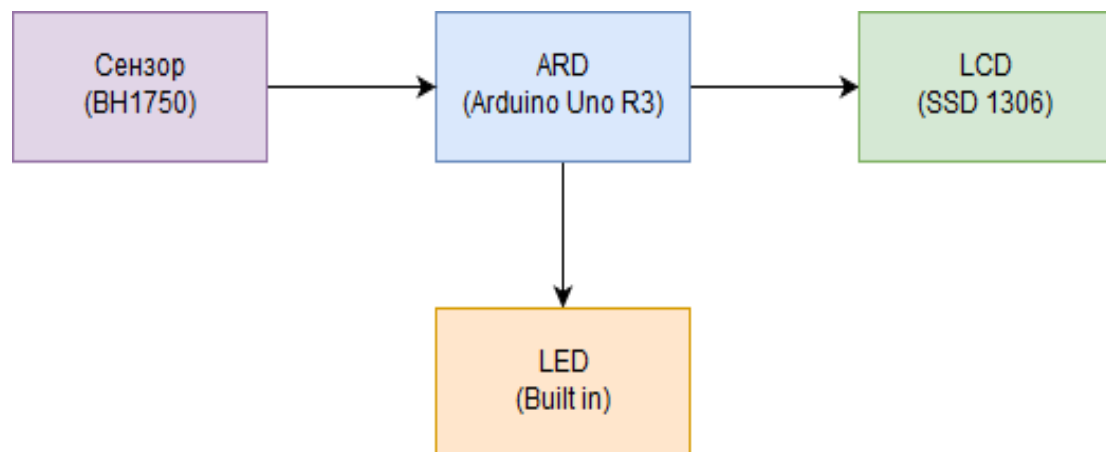 Сензор
(BH1750)
ARD
(Arduino Uno R3)
LCD
(SSD 1306)
LED
(Built in)